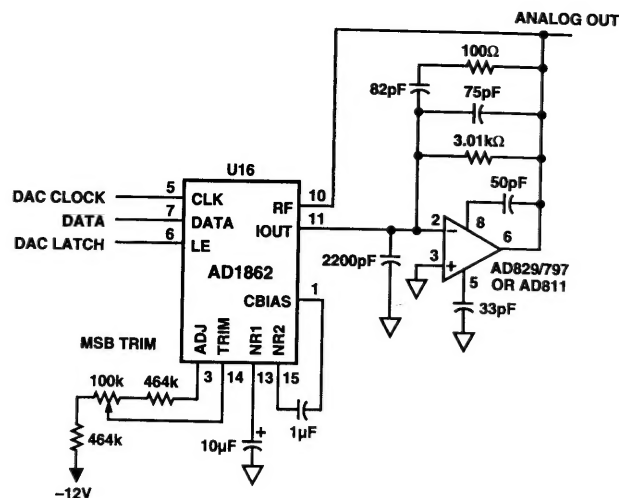 ANALOG OUT
100Ω
82pF
75pF
3.01kΩ
U16
50pF
DAC CLOCK
5
CLK
RF
10
DATA
7
DATA
IOUT
11
2
8
6
DAC LATCH
6
LE
3
AD1862
2200pF
AD829/797
OR AD811
CBIAS
1
5
33pF
MSB TRIM
ADJ
TRIM
NR1
NR2
3
14
13
15
100k
464k
1µF
464k
+
10µF
–12V